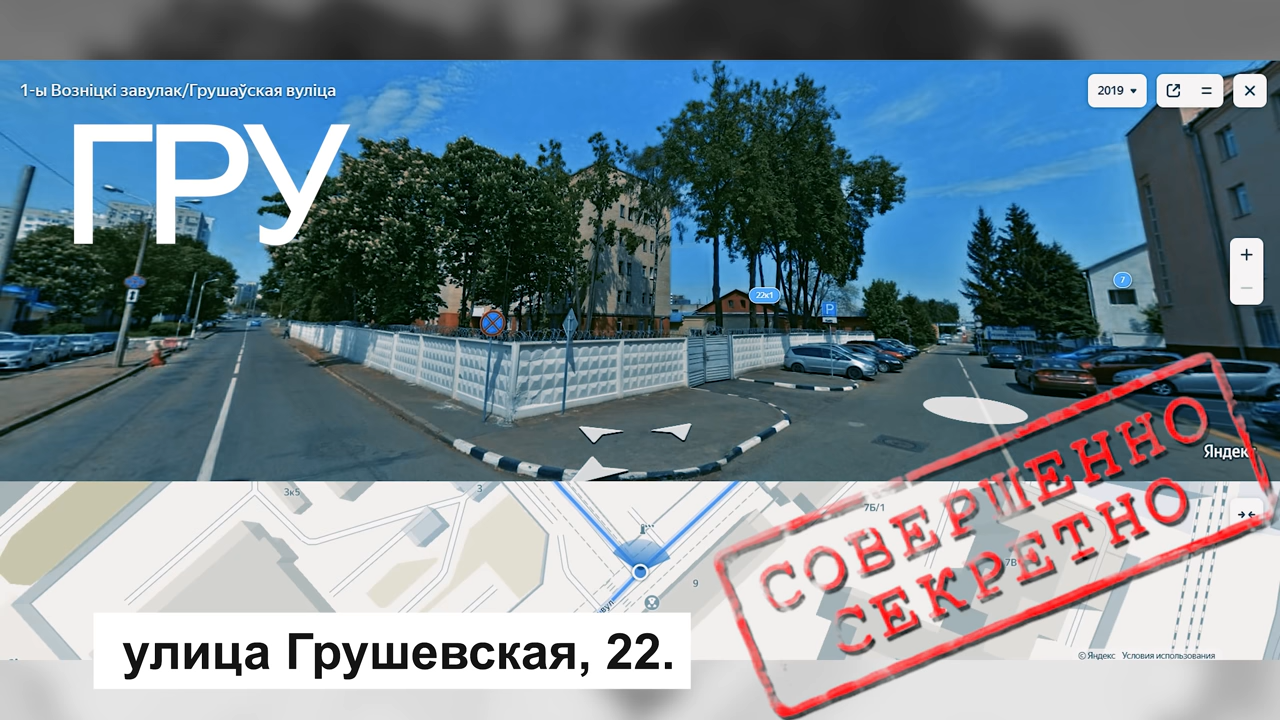 1-ы Возніцкі завулак/Грушаўская вуліца
2019
ГРУ
22к1
P
7
Яндекс
СОВЕРШЕННО
СЕКРЕТНО
3к5
3
7Б/1
7В
9
улица Грушевская, 22.
© Яндекс Условия использования